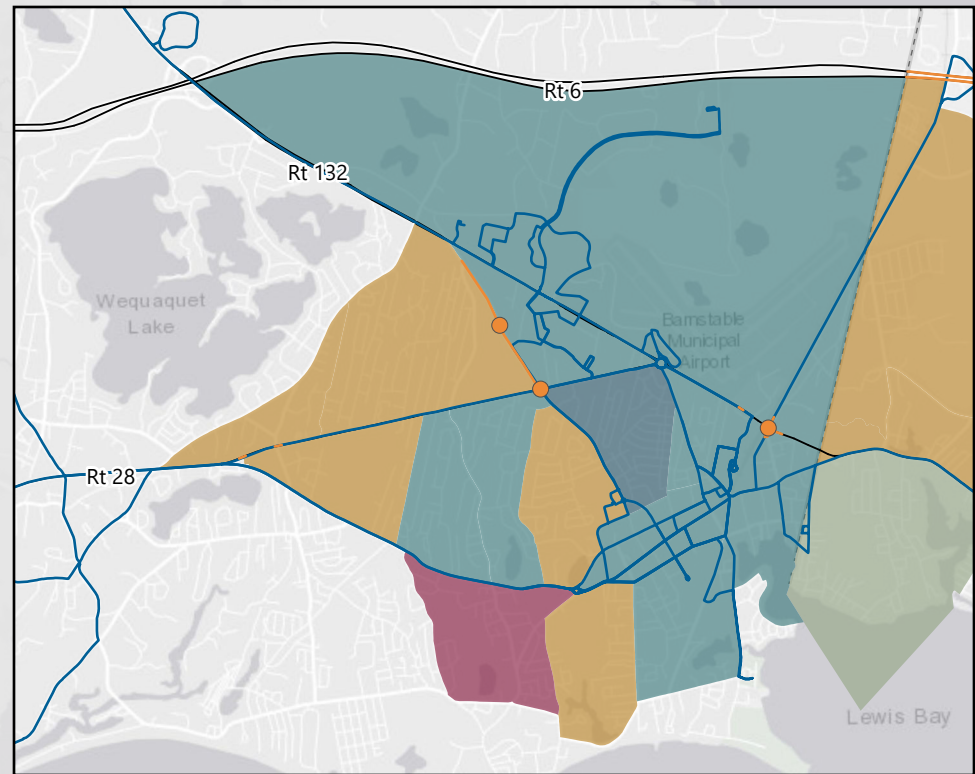 Rt 6
Rt 132
Wequaquet
Lake
Barnstable
Municipal
Airport
Rt 28
Lewis Bay